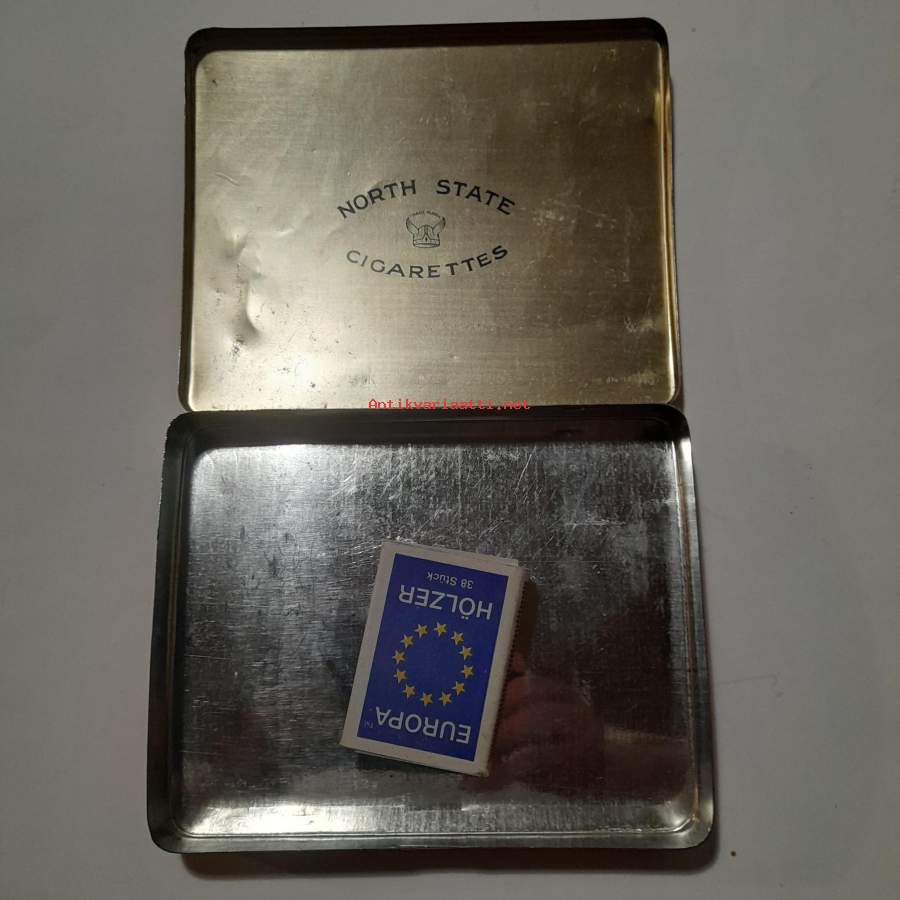 NORTH STATE
CIGARETTES
Antikvariaatti.net
EUROPA
HÖLZER
38 Stück